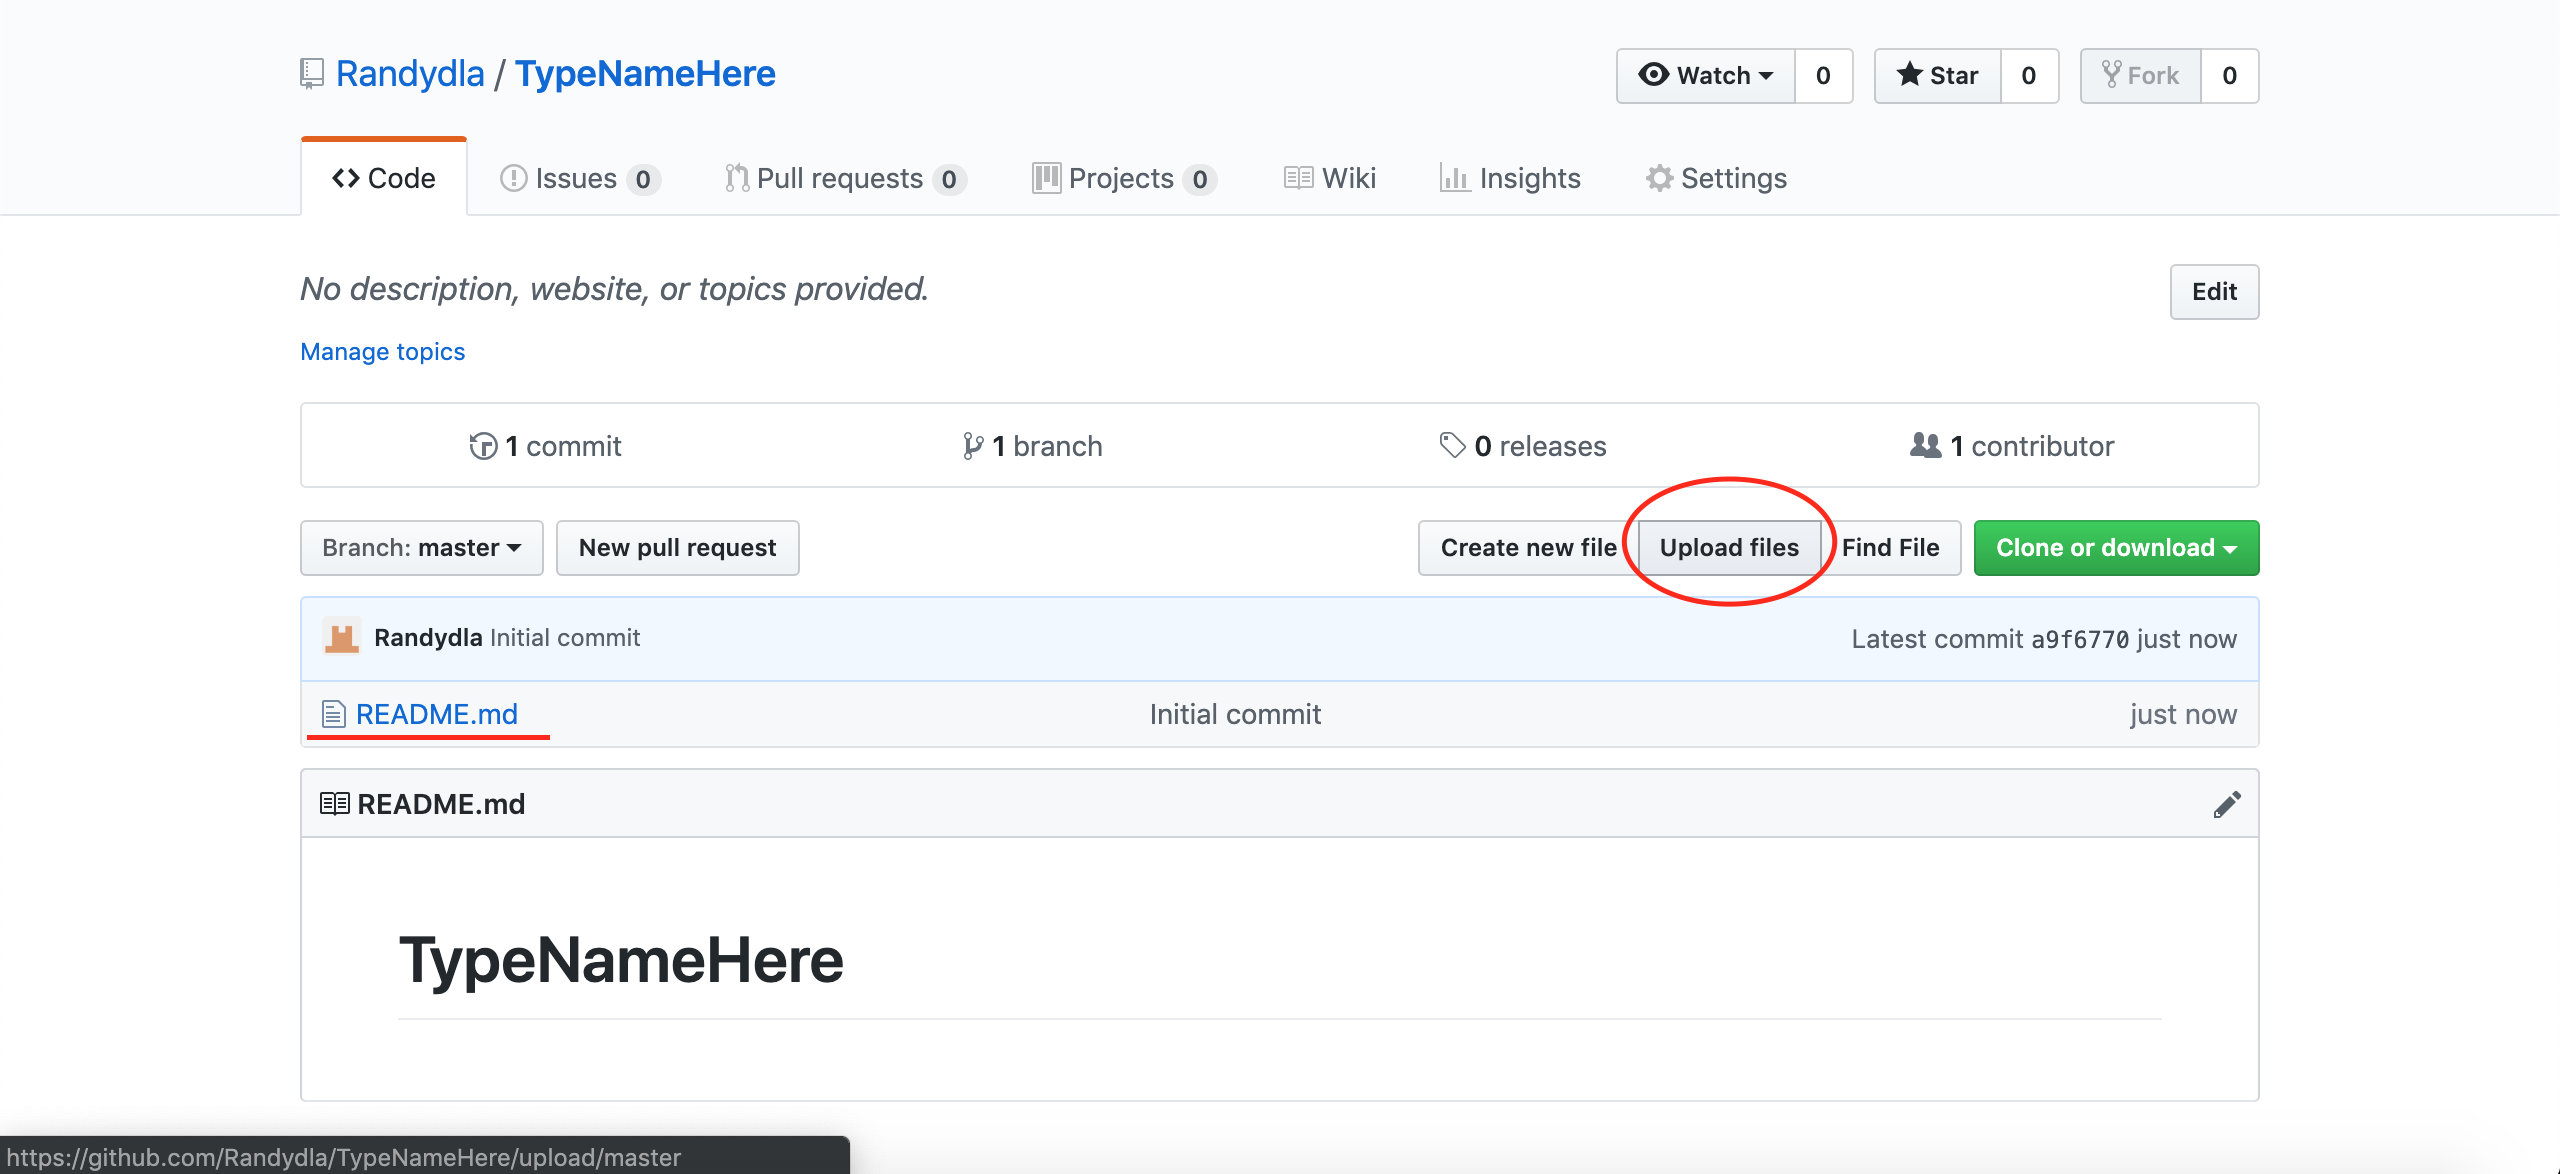 Randydla / TypeNameHere
Watch 0 Star 0 Fork 0
Code Issues 0 Pull requests 0 Projects 0 Wiki Insights Settings
No description, website, or topics provided.
Edit
Manage topics
1 commit 1 branch 0 releases 1 contributor
Branch: master New pull request Create new file Upload files Find File Clone or download
Randydla Initial commit Latest commit a9f6770 just now
README.md Initial commit just now
README.md
TypeNameHere
https://github.com/Randydla/TypeNameHere/upload/master